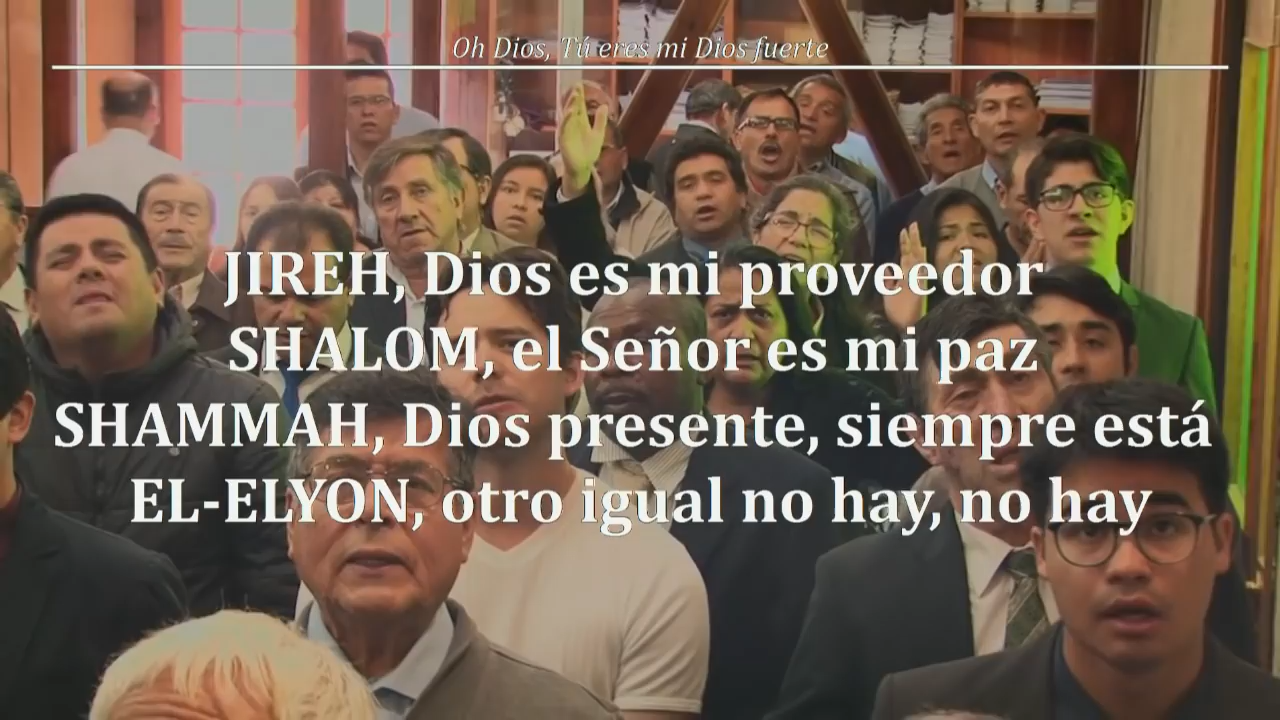 Oh Dios, Tú eres mi Dios fuerte
JIREH, Dios es mi proveedor
SHALOM, el Señor es mi paz
SHAMMAH, Dios presente, siempre está
EL-ELYON, otro igual no hay, no hay